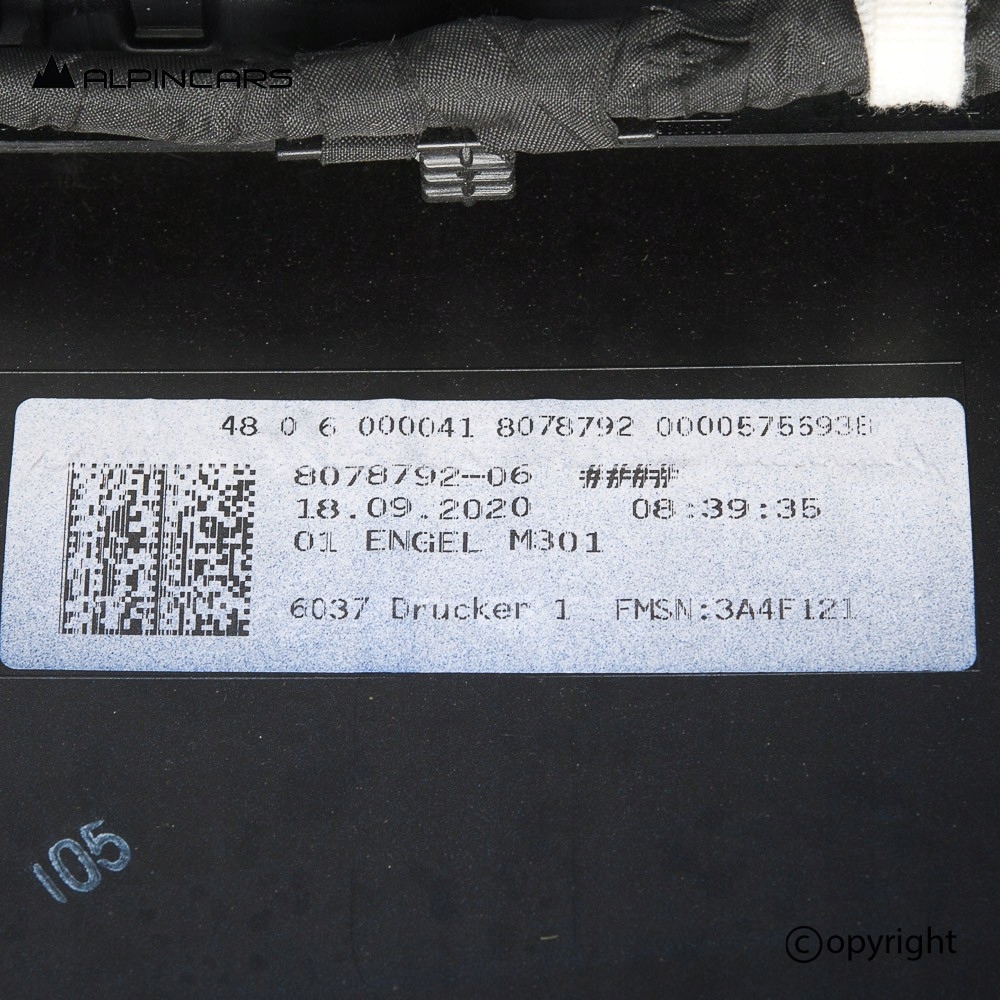 ALPINCARS
48 0 6 000041 8078792 0000575693B
8078792-06 ####
18.09.2020 08:39:35
01 ENGEL M301
6037 Drucker 1 FMSN:3A4F121
105
©opyright